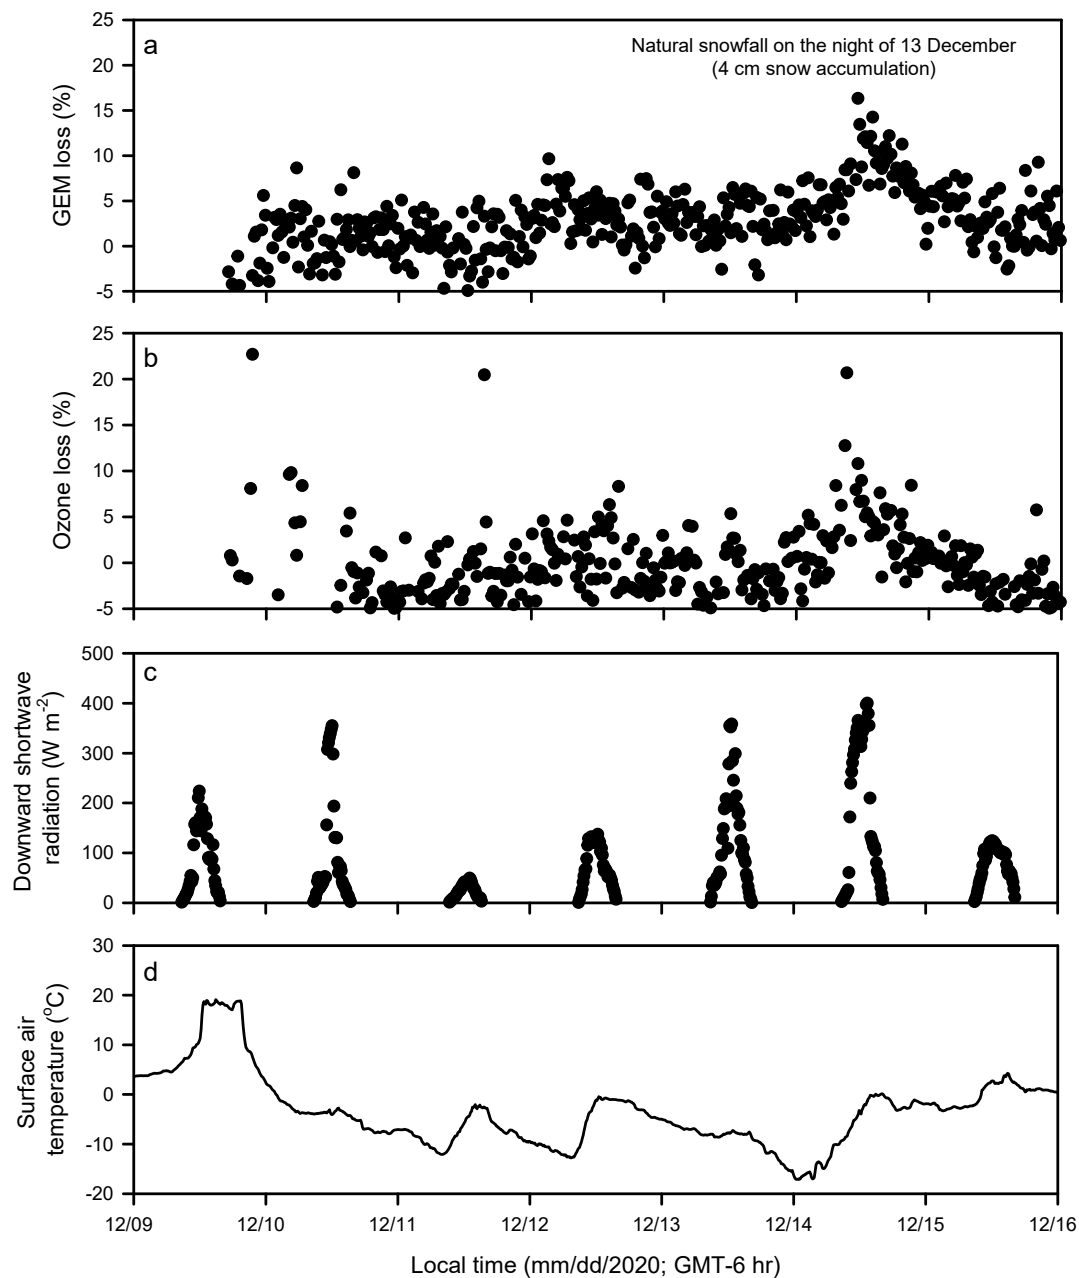 25
a
Natural snowfall on the night of 13 December
20
(4 cm snow accumulation)
15
10
5
0
-5
GEM loss (%)
25
b
20
15
10
5
0
-5
Ozone loss (%)
500
c
400
300
200
100
0
Downward shortwave
radiation (W m⁻²)
30
d
20
10
0
-10
-20
Surface air
temperature (°C)
12/09 12/10 12/11 12/12 12/13 12/14 12/15 12/16
Local time (mm/dd/2020; GMT-6 hr)